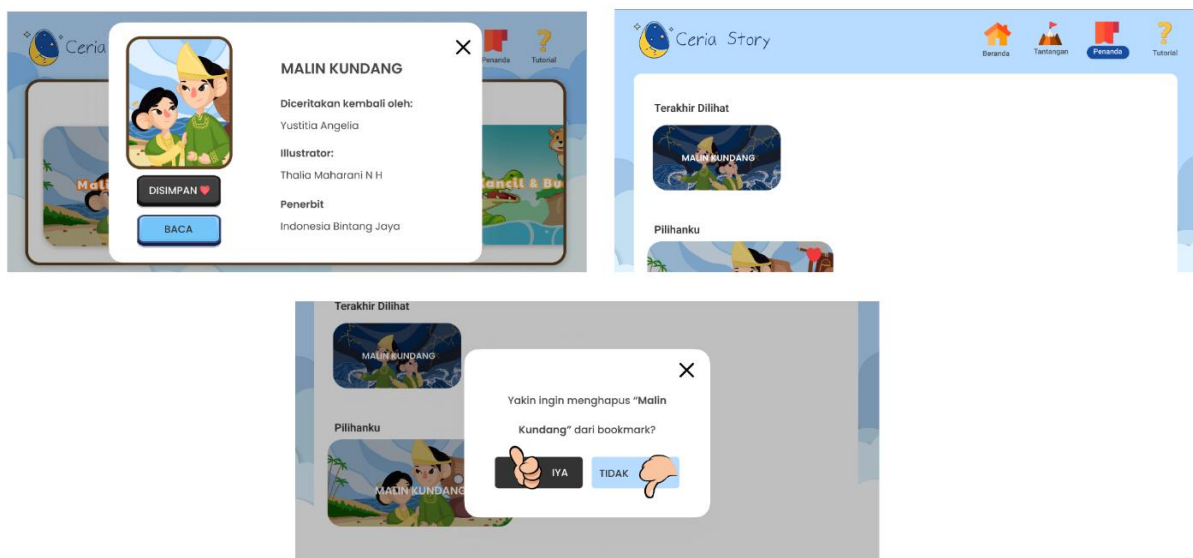 Ceria
Penanda
Tutorial
MALIN KUNDANG
Diceritakan kembali oleh:
Yustitia Angelia
Illustrator:
Thalia Maharani N H
Penerbit
Indonesia Bintang Jaya
DISIMPAN
BACA
Mali
ancil & Bu
Ceria Story
Beranda
Tantangan
Penanda
Tutorial
Terakhir Dilihat
MALIN KUNDANG
Pilihanku
Terakhir Dilihat
MALIN KUNDANG
Pilihanku
MALIN KUNDANG
Yakin ingin menghapus "Malin
Kundang" dari bookmark?
IYA
TIDAK